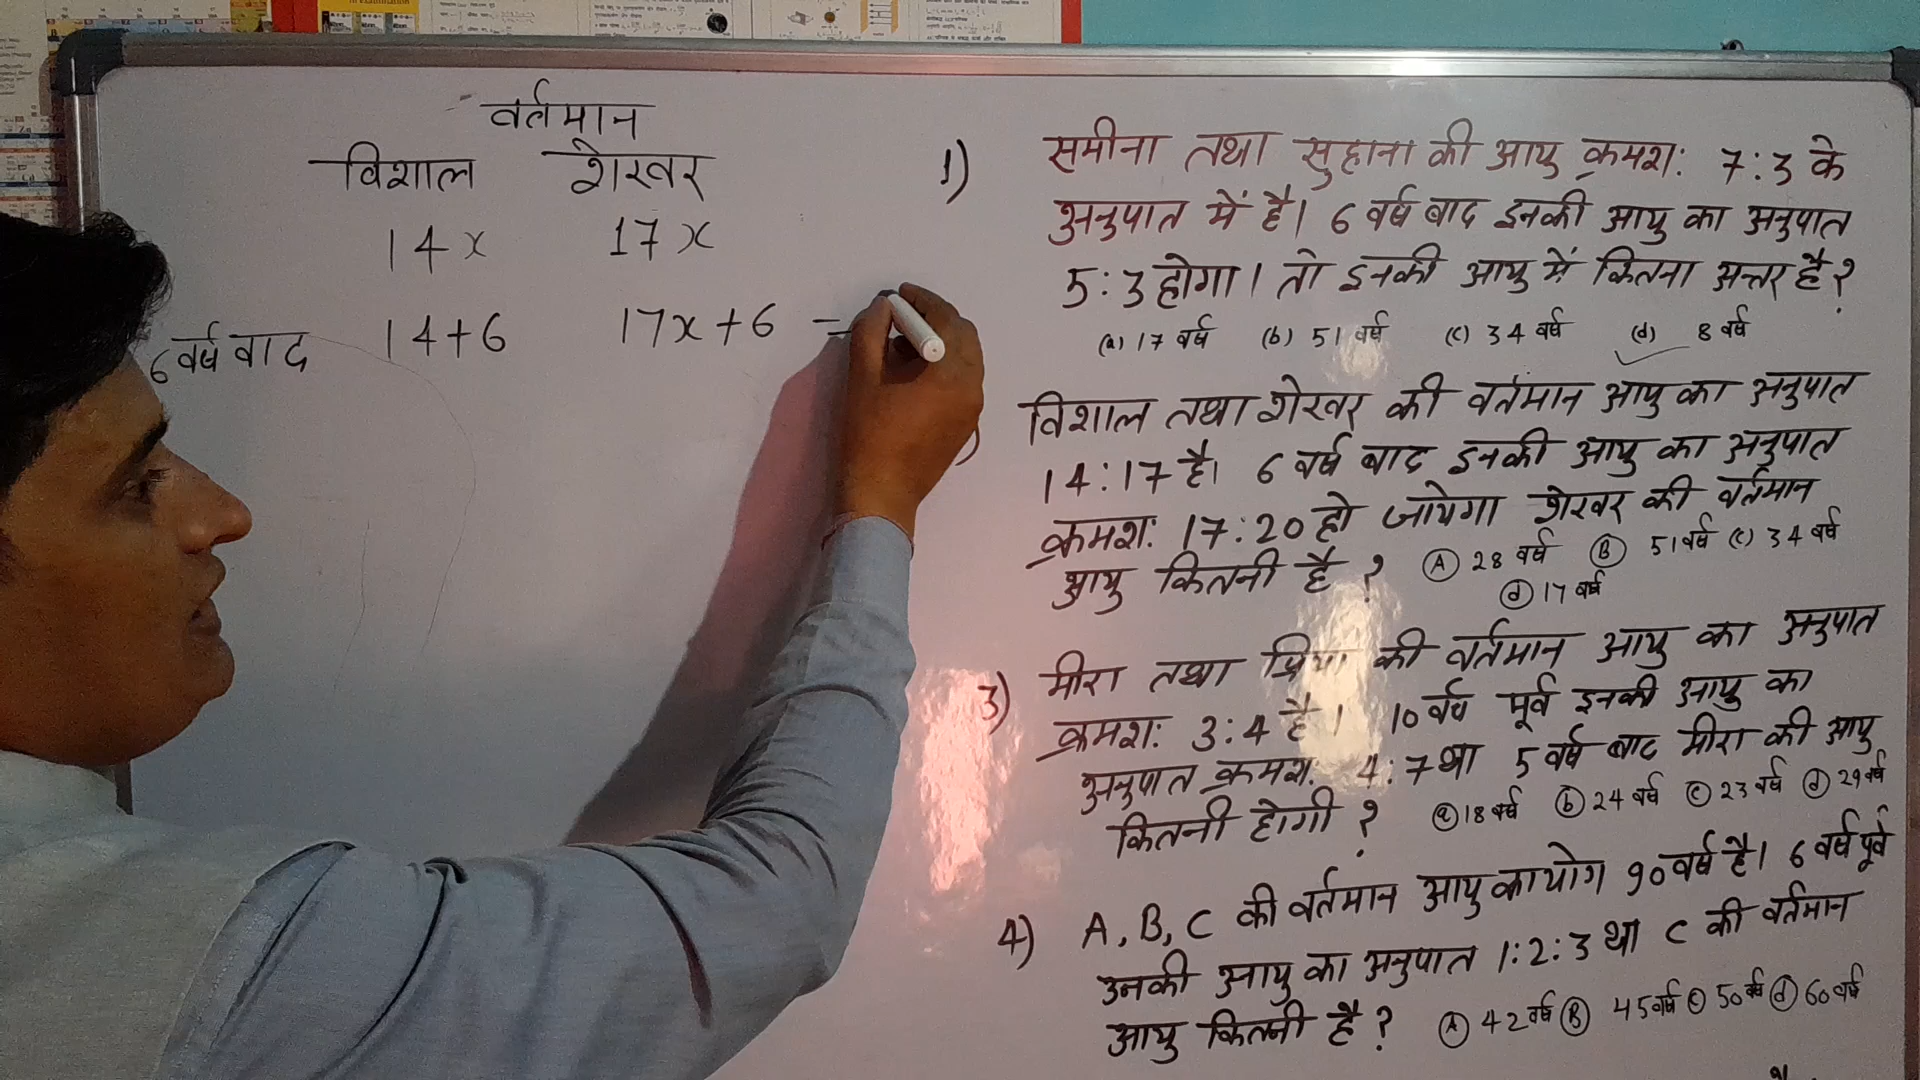 वर्तमान
विशाल शेखर
14x 17x
6 वर्ष बाद 14+6 17x+6 =
1) समीना तथा सुहाना की आयु क्रमश: 7:3 के
अनुपात में है। 6 वर्ष बाद इनकी आयु का अनुपात
5:3 होगा। तो इनकी आयु में कितना अन्तर है?
(a) 17 वर्ष (b) 51 वर्ष (c) 34 वर्ष (d) 8 वर्ष
विशाल तथा शेखर की वर्तमान आयु का अनुपात
14:17 है। 6 वर्ष बाद इनकी आयु का अनुपात
क्रमश: 17:20 हो जायेगा शेखर की वर्तमान
आयु कितनी है? (A) 28 वर्ष (B) 51 वर्ष (c) 34 वर्ष
(d) 17 वर्ष
3) मीरा तथा प्रिया की वर्तमान आयु का अनुपात
क्रमश: 3:4 है। 10 वर्ष पूर्व इनकी आयु का
अनुपात क्रमश: 4:7 था 5 वर्ष बाद मीरा की आयु
कितनी होगी? (a) 18 वर्ष (b) 24 वर्ष (c) 23 वर्ष (d) 29 वर्ष
4) A, B, C की वर्तमान आयु का योग 90 वर्ष है। 6 वर्ष पूर्व
उनकी आयु का अनुपात 1:2:3 था C की वर्तमान
आयु कितनी है? (A) 42 वर्ष (B) 45 वर्ष (c) 50 वर्ष (d) 60 वर्ष